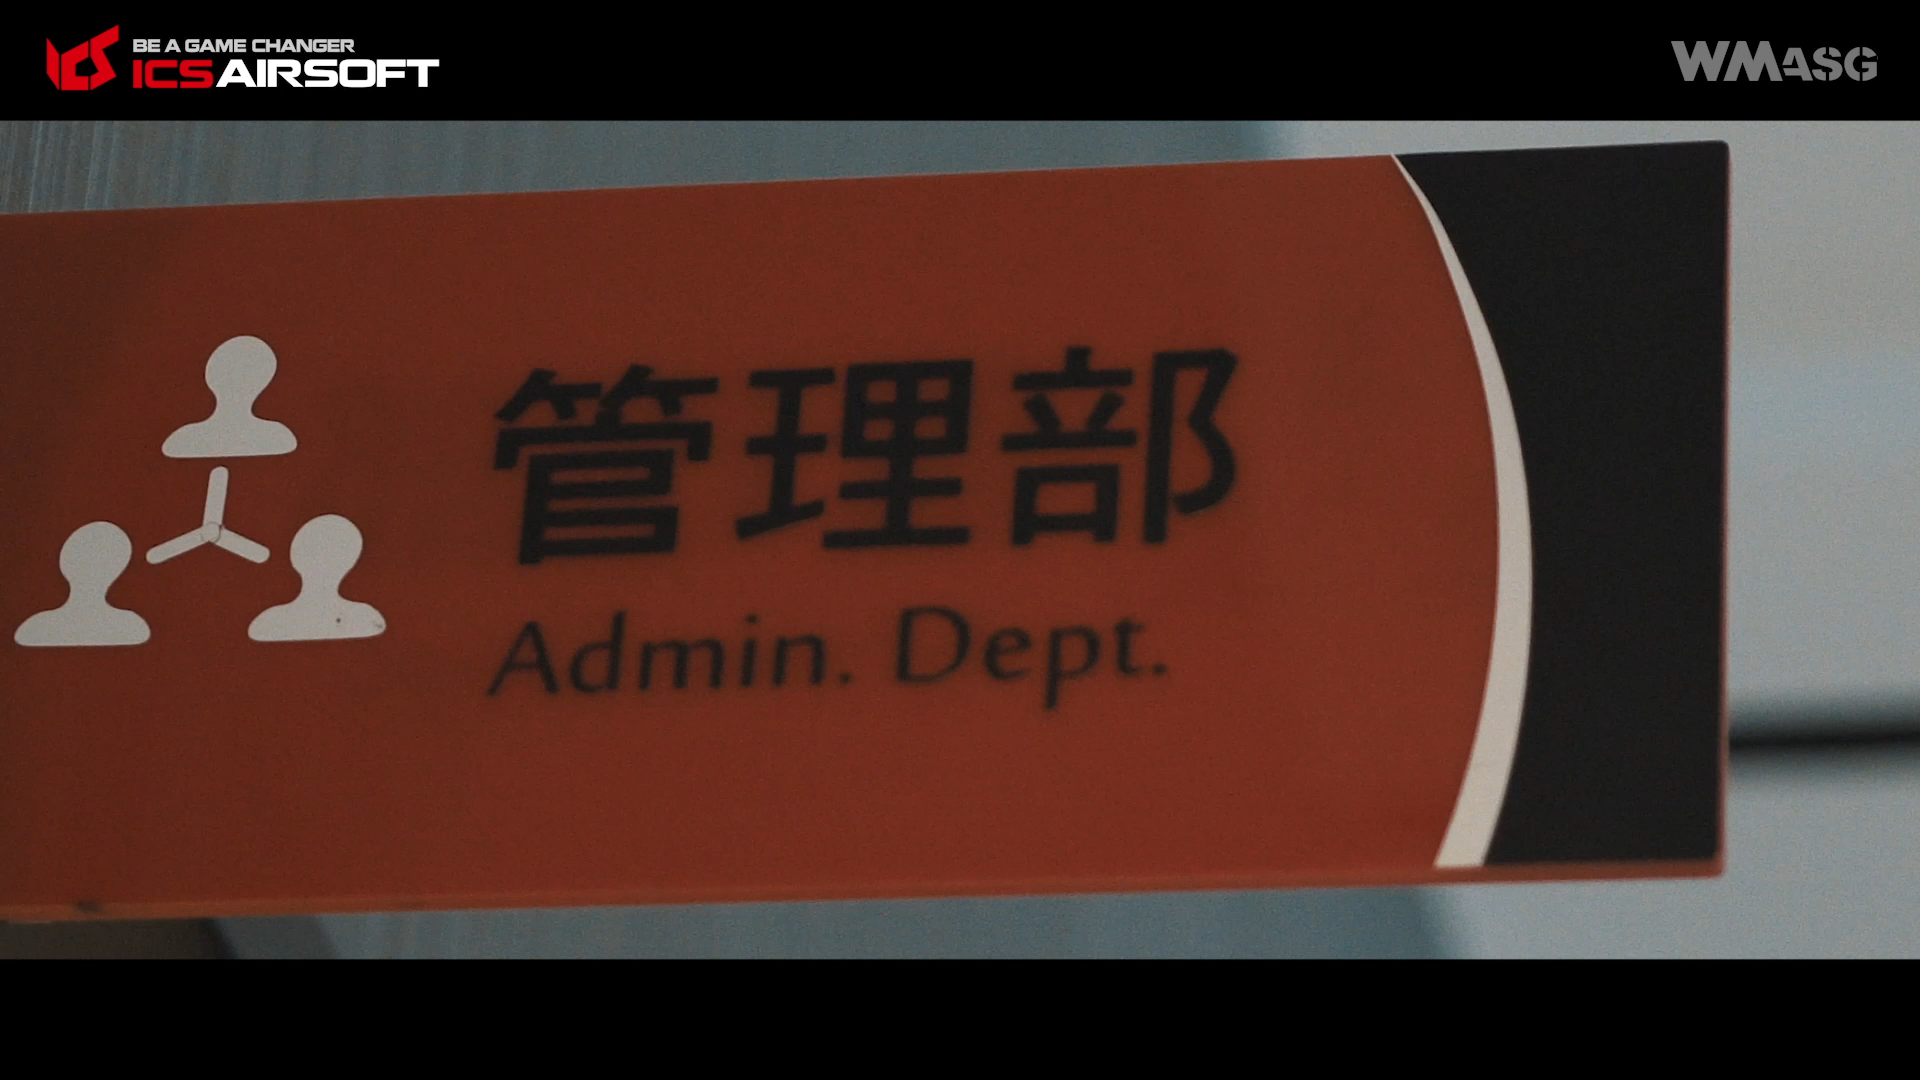 BE A GAME CHANGER
ICS AIRSOFT
WMASG
管理部
Admin. Dept.